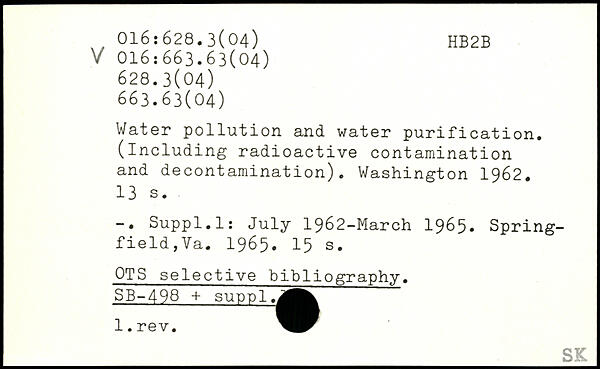 016:628.3(04) HB2B
V 016:663.63(04)
628.3(04)
663.63(04)
Water pollution and water purification.
(Including radioactive contamination
and decontamination). Washington 1962.
13 s.
-. Suppl.1: July 1962-March 1965. Spring-
field,Va. 1965. 15 s.
OTS selective bibliography.
SB-498 + suppl.
1.rev.
SK